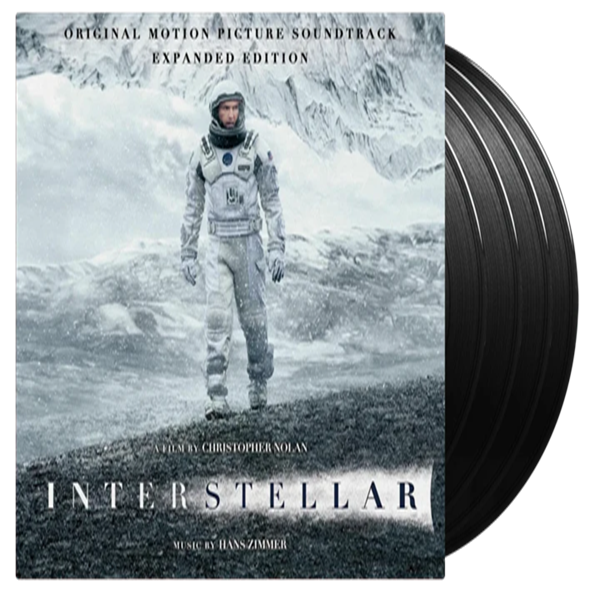 ORIGINAL MOTION PICTURE SOUNDTRACK
EXPANDED EDITION
A FILM BY CHRISTOPHER NOLAN
INTERSTELLAR
MUSIC BY HANS ZIMMER